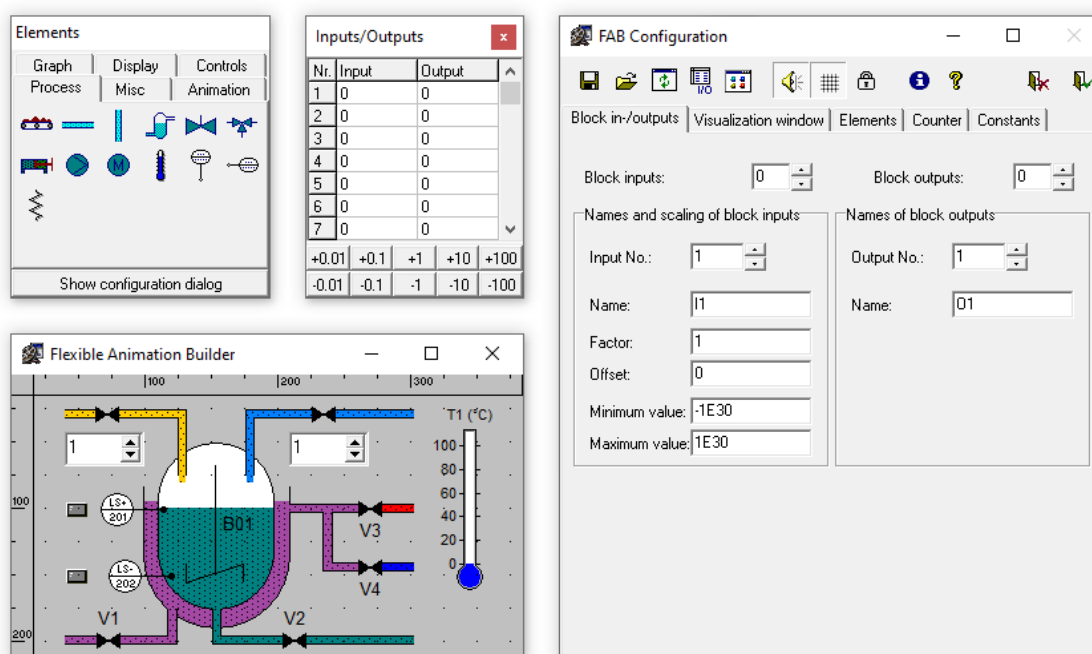 Elements
Graph Display Controls
Process Misc Animation
M
Show configuration dialog
Inputs/Outputs x
Nr. Input Output
1 0 0
2 0 0
3 0 0
4 0 0
5 0 0
6 0 0
7 0 0
+0.01 +0.1 +1 +10 +100
-0.01 -0.1 -1 -10 -100
FAB Configuration
I/O
Block in-/outputs Visualization window Elements Counter Constants
Block inputs: 0 Block outputs: 0
Names and scaling of block inputs Names of block outputs
Input No.: 1 Output No.: 1
Name: I1 Name: O1
Factor: 1
Offset: 0
Minimum value: -1E30
Maximum value: 1E30
Flexible Animation Builder
100 200 300
T1 (°C)
1 1
100
80
60
40
20
0
100
LS+
201
B01
V3
LS-
202
V4
V1 V2
200